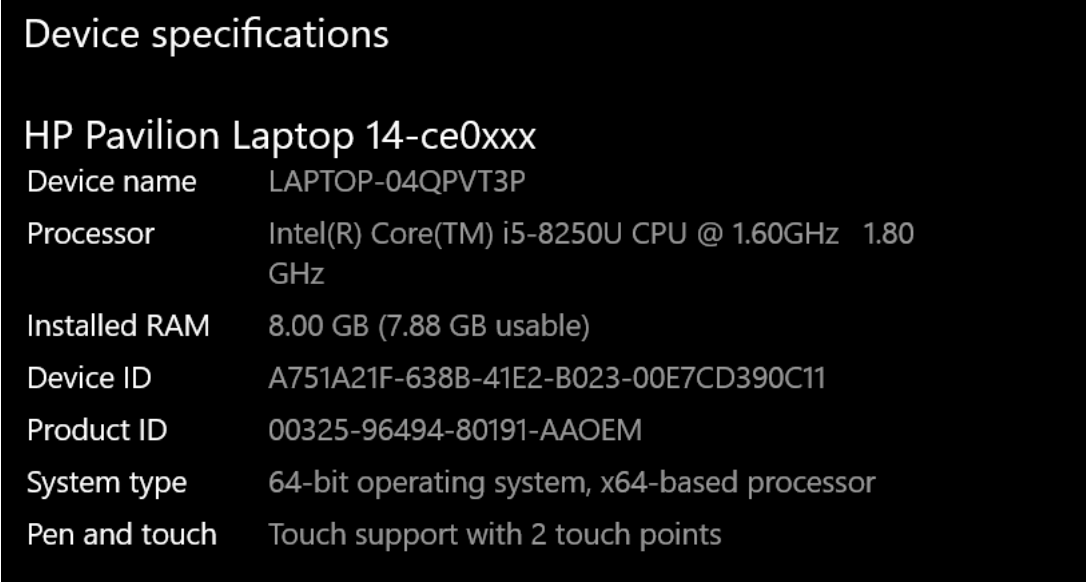 Device specifications
HP Pavilion Laptop 14-ce0xxx
Device name LAPTOP-04QPVT3P
Processor Intel(R) Core(TM) i5-8250U CPU @ 1.60GHz 1.80
GHz
Installed RAM 8.00 GB (7.88 GB usable)
Device ID A751A21F-638B-41E2-B023-00E7CD390C11
Product ID 00325-96494-80191-AAOEM
System type 64-bit operating system, x64-based processor
Pen and touch Touch support with 2 touch points